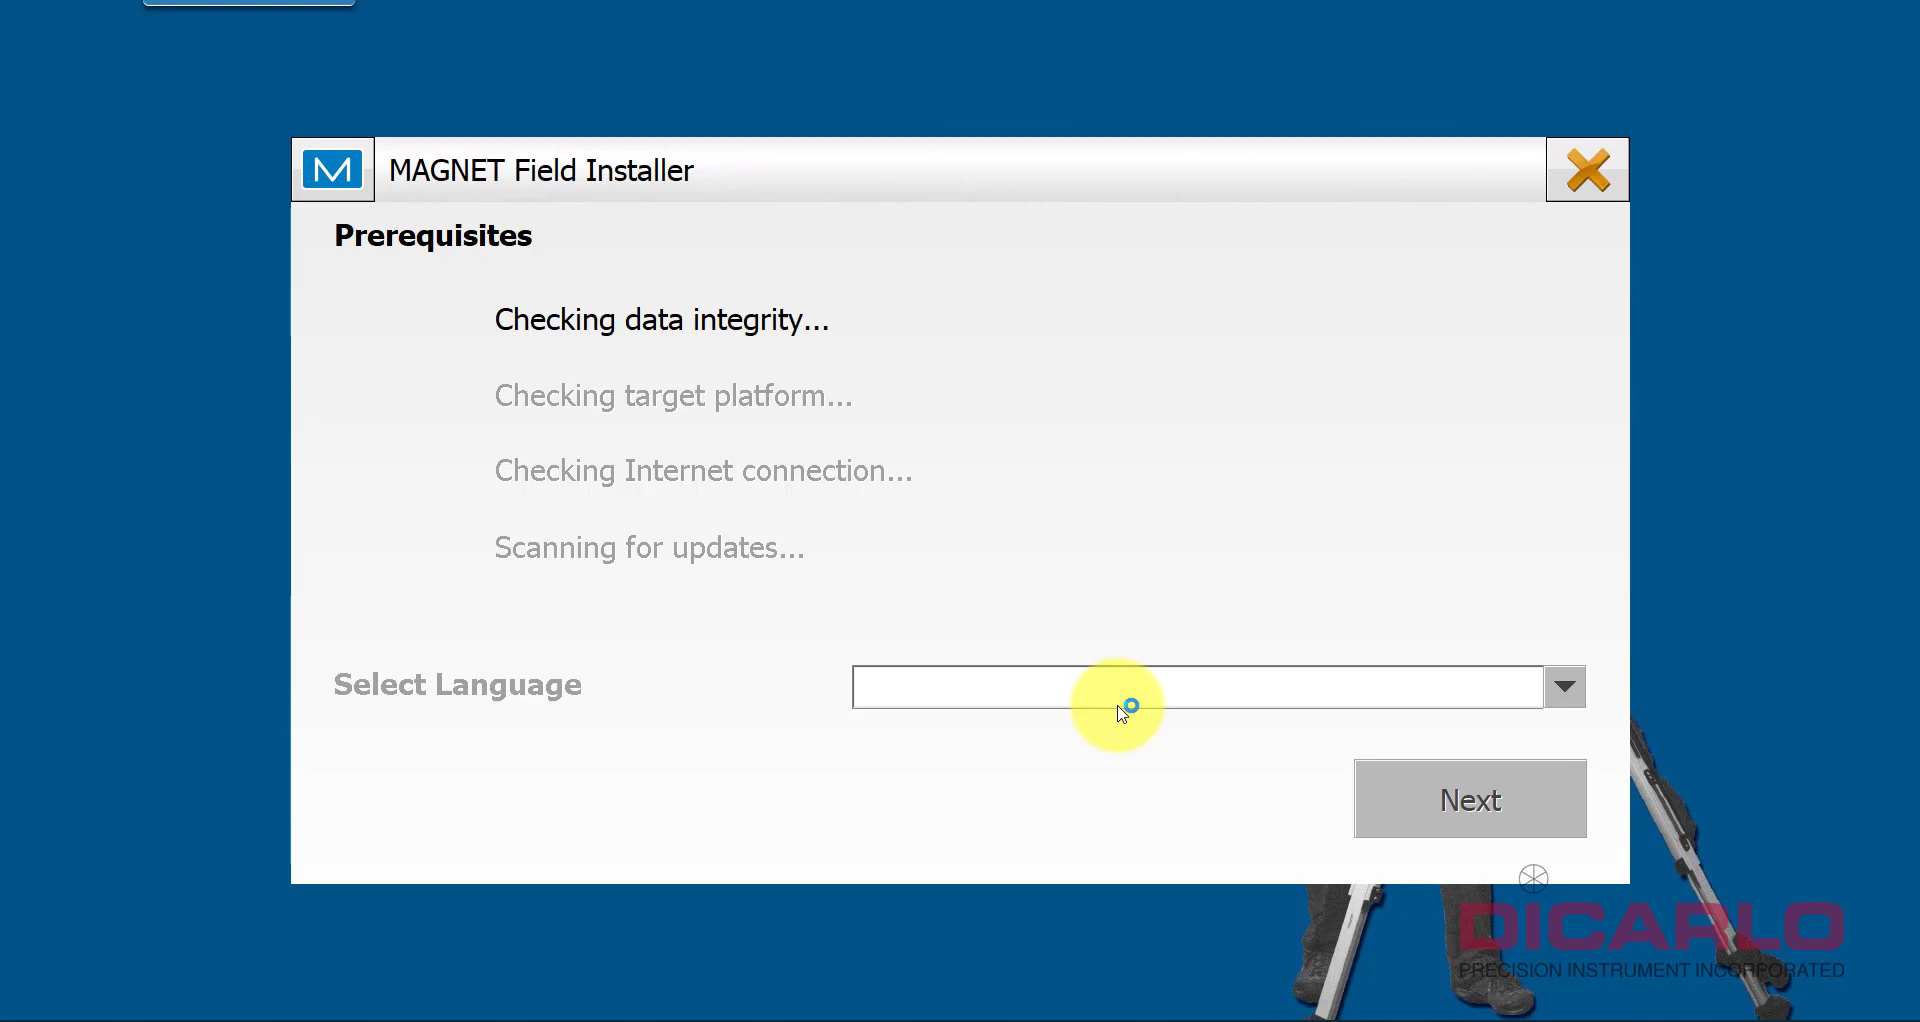 MAGNET Field Installer
Prerequisites
Checking data integrity...
Checking target platform...
Checking Internet connection...
Scanning for updates...
Select Language
Next
DICARLO
PRECISION INSTRUMENT INCORPORATED